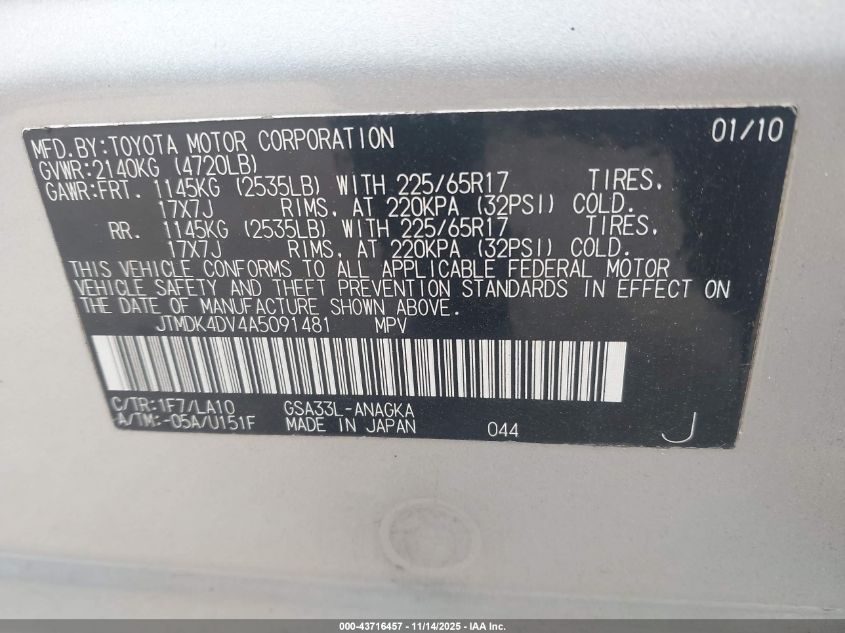 MFD. BY: TOYOTA MOTOR CORPORATION 01/10
GVWR: 2140KG (4720LB)
GAWR: FRT. 1145KG (2535LB) WITH 225/65R17 TIRES,
17X7J RIMS, AT 220KPA (32PSI) COLD.
RR. 1145KG (2535LB) WITH 225/65R17 TIRES,
17X7J RIMS, AT 220KPA (32PSI) COLD.
THIS VEHICLE CONFORMS TO ALL APPLICABLE FEDERAL MOTOR
VEHICLE SAFETY AND THEFT PREVENTION STANDARDS IN EFFECT ON
THE DATE OF MANUFACTURE SHOWN ABOVE.
JTMDK4DV4A5091481 MPV
C/TR: 1F7/LA10 GSA33L-ANAGKA
A/TM: -05A/U151F MADE IN JAPAN 044 J
000-43716457 - 11/14/2025 - IAA Inc.